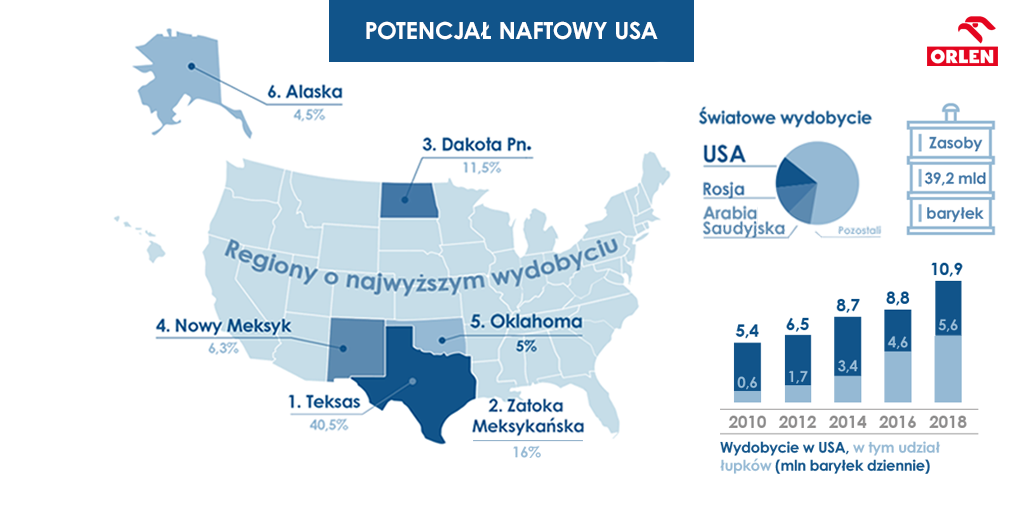 POTENCJAŁ NAFTOWY USA
ORLEN
6. Alaska
4,5%
3. Dakota Pn.
11,5%
Regiony o najwyższym wydobyciu
4. Nowy Meksyk
6,3%
5. Oklahoma
5%
1. Teksas
40,5%
2. Zatoka
Meksykańska
16%
Światowe wydobycie
USA
Rosja
Arabia
Saudyjska
Pozostali
Zasoby
39,2 mld
baryłek
5,4
6,5
8,7
8,8
10,9
0,6
1,7
3,4
4,6
5,6
2010 2012 2014 2016 2018
Wydobycie w USA, w tym udział
łupków (mln baryłek dziennie)